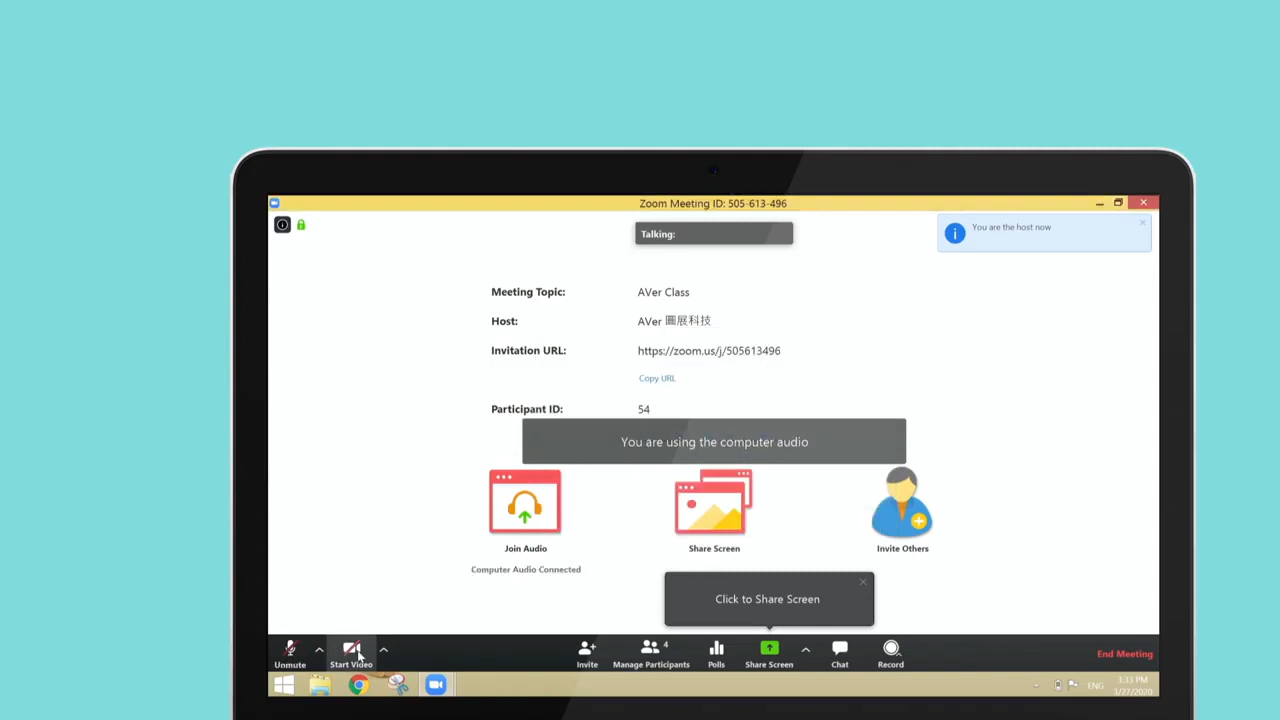 Zoom Meeting ID: 505-613-496
Talking:
You are the host now
Meeting Topic: AVer Class
Host: AVer 圓展科技
Invitation URL: https://zoom.us/j/505613496
Copy URL
Participant ID: 54
You are using the computer audio
Join Audio
Share Screen
Invite Others
Computer Audio Connected
Click to Share Screen
4
Unmute
Start Video
Invite
Manage Participants
Polls
Share Screen
Chat
Record
End Meeting
ENG
3:33 PM
3/27/2020